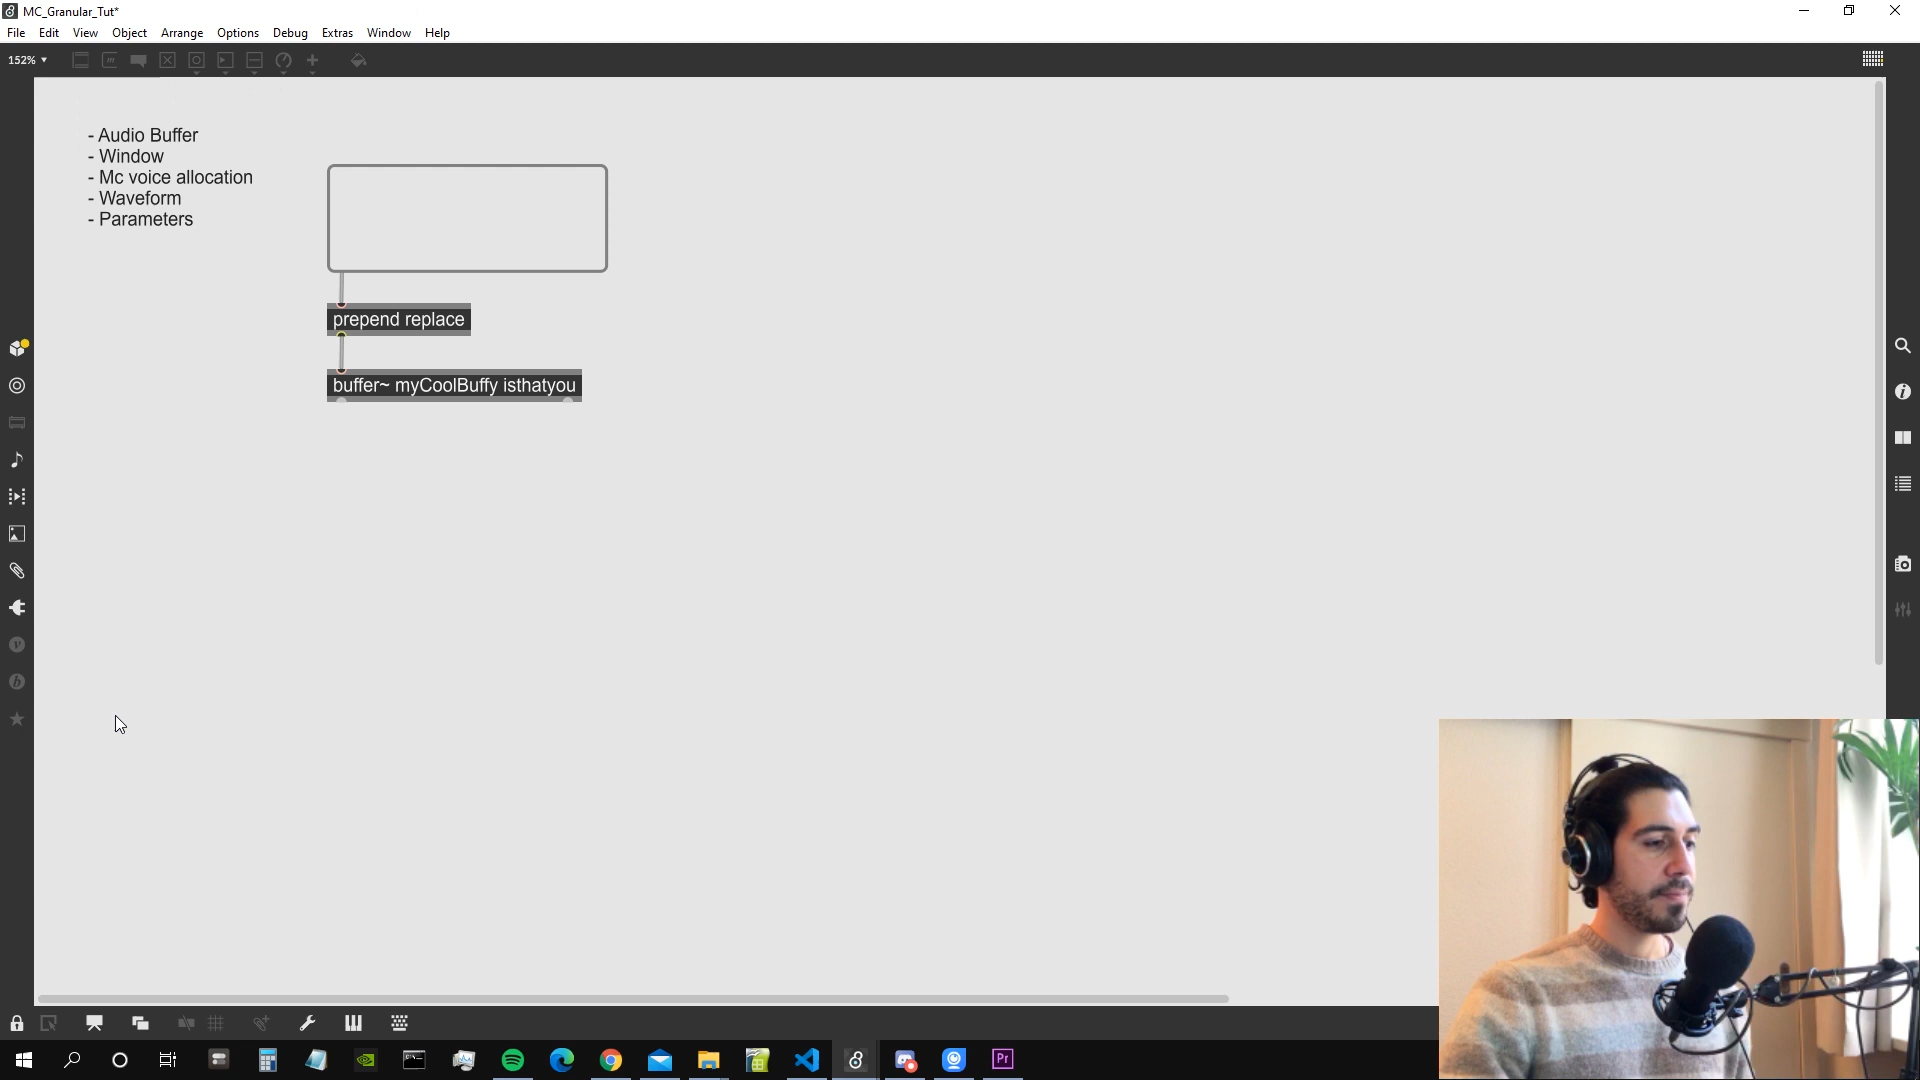 MC_Granular_Tut*
File Edit View Object Arrange Options Debug Extras Window Help
152%
- Audio Buffer
- Window
- Mc voice allocation
- Waveform
- Parameters
prepend replace
buffer~ myCoolBuffy isthatyou
Pr